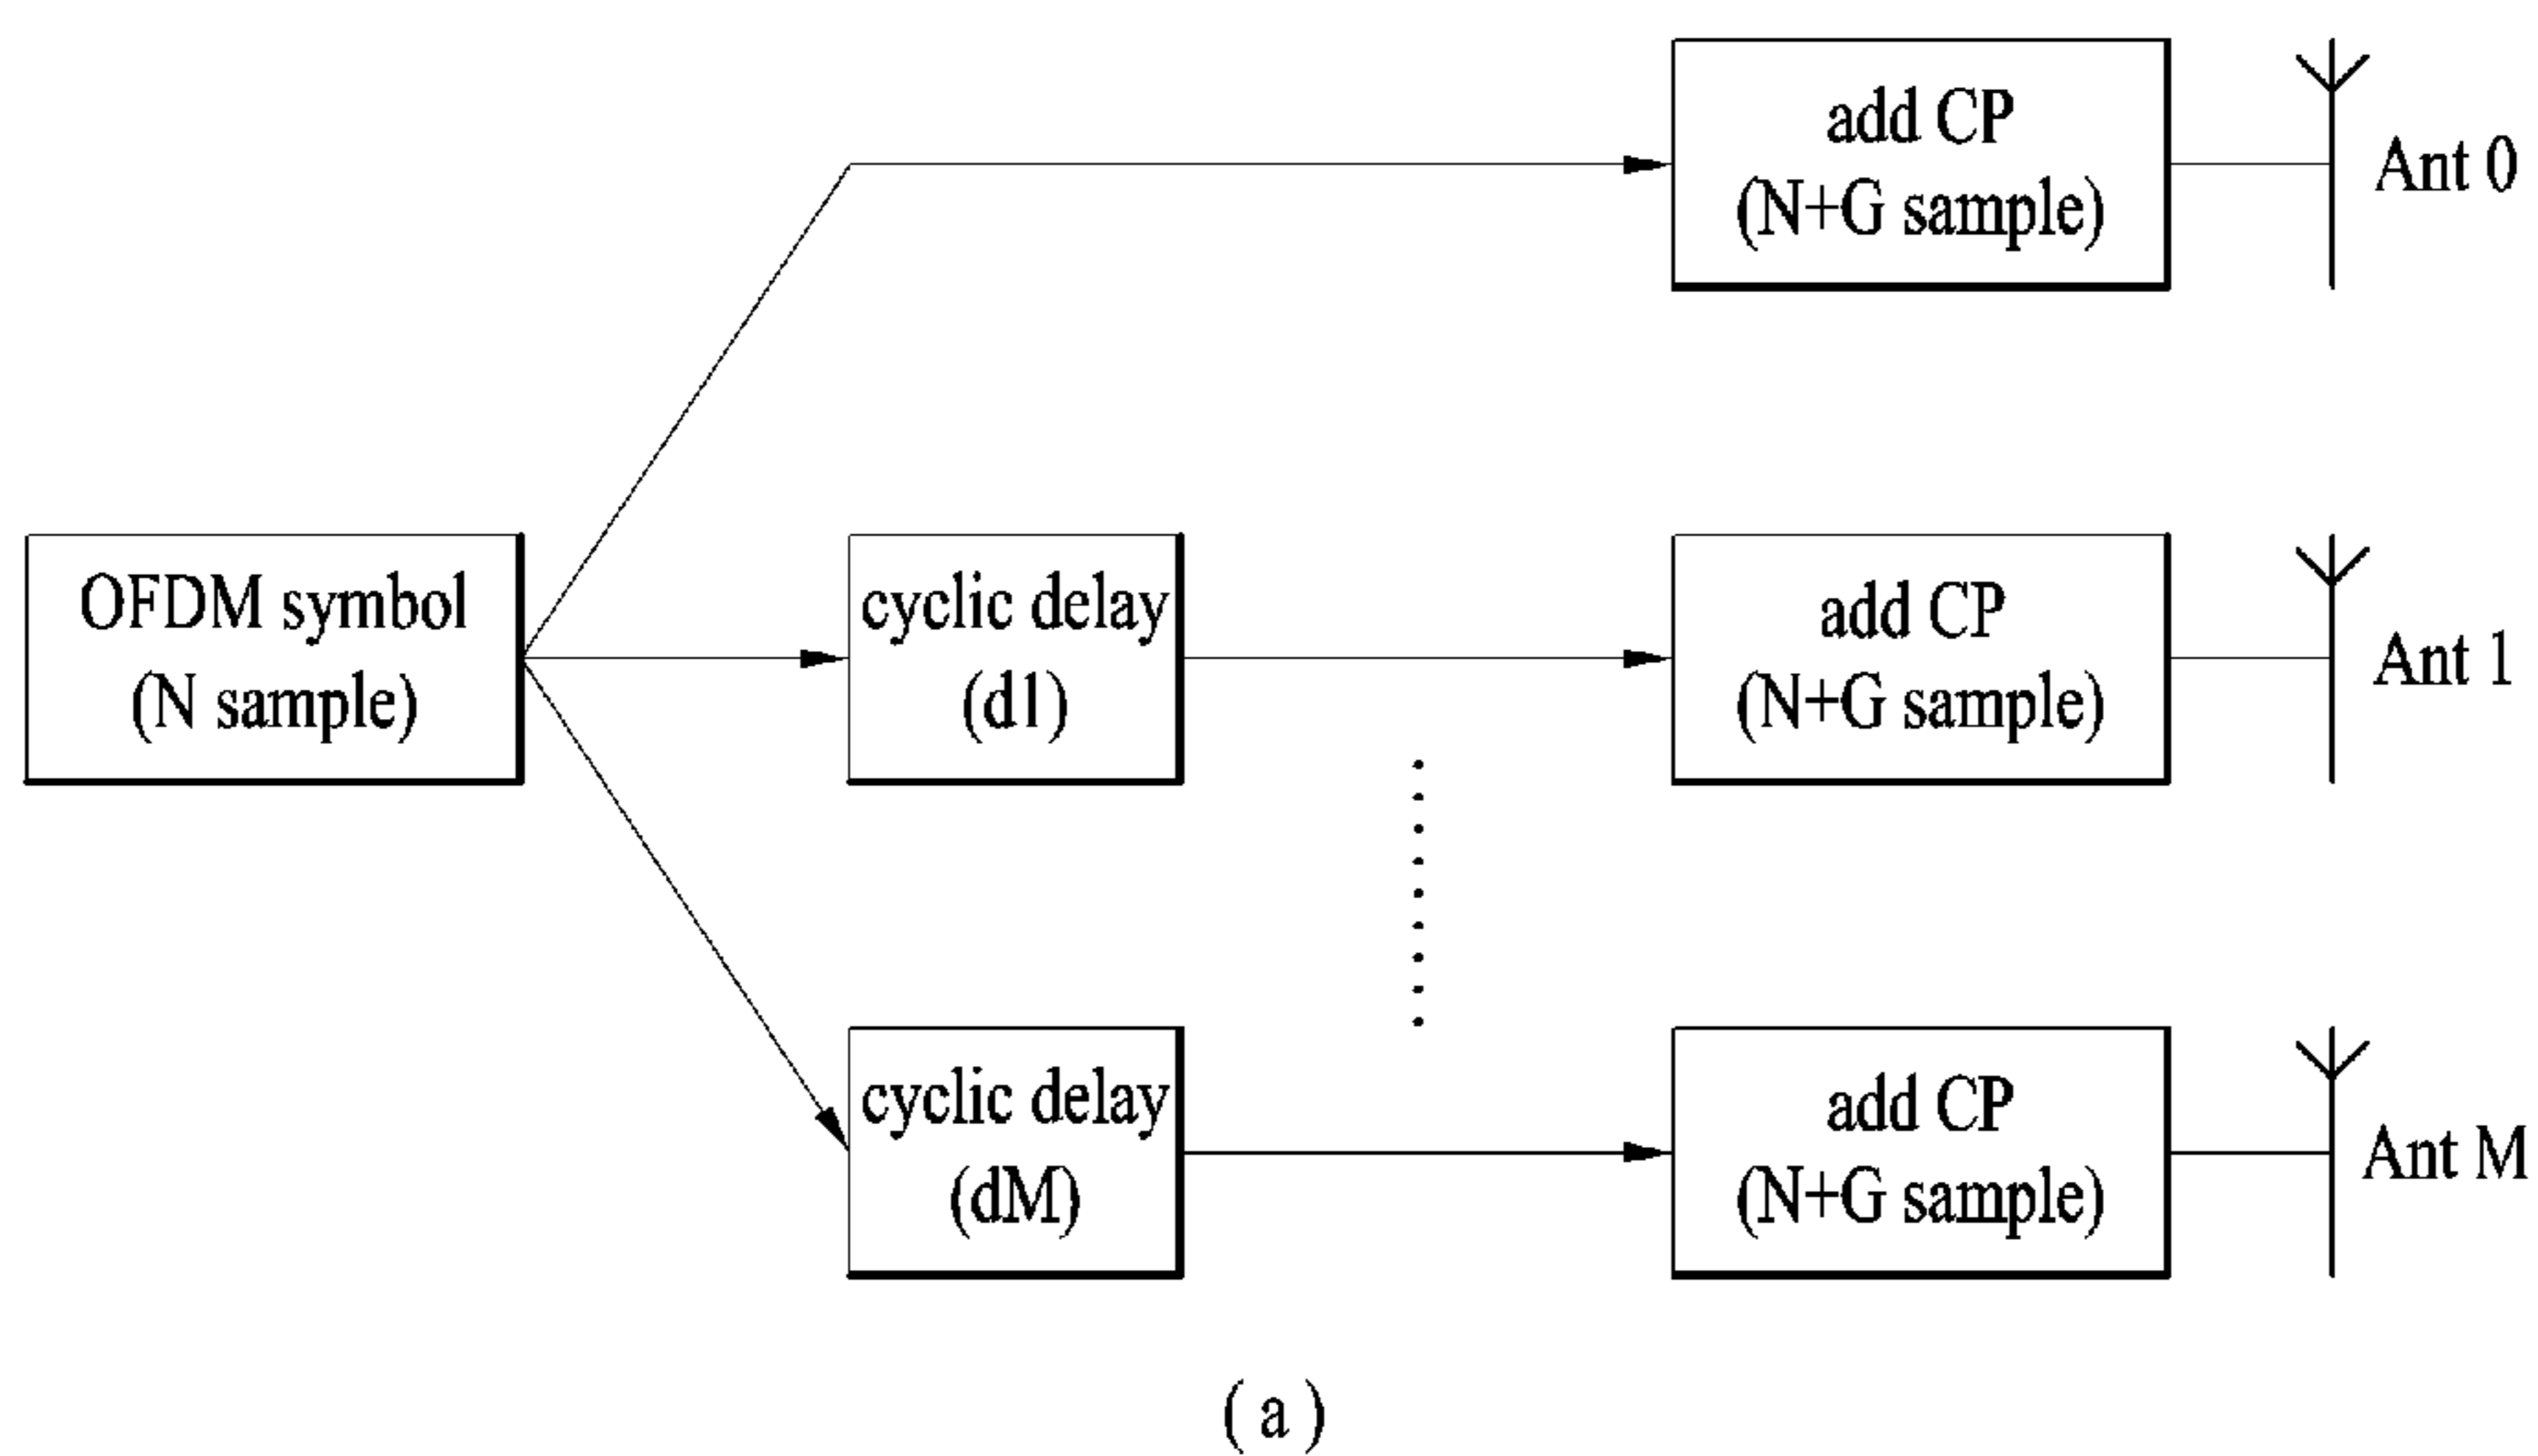 add CP
(N+G sample)
Ant 0
OFDM symbol
(N sample)
cyclic delay
(d1)
add CP
(N+G sample)
Ant 1
cyclic delay
(dM)
add CP
(N+G sample)
Ant M
( a )